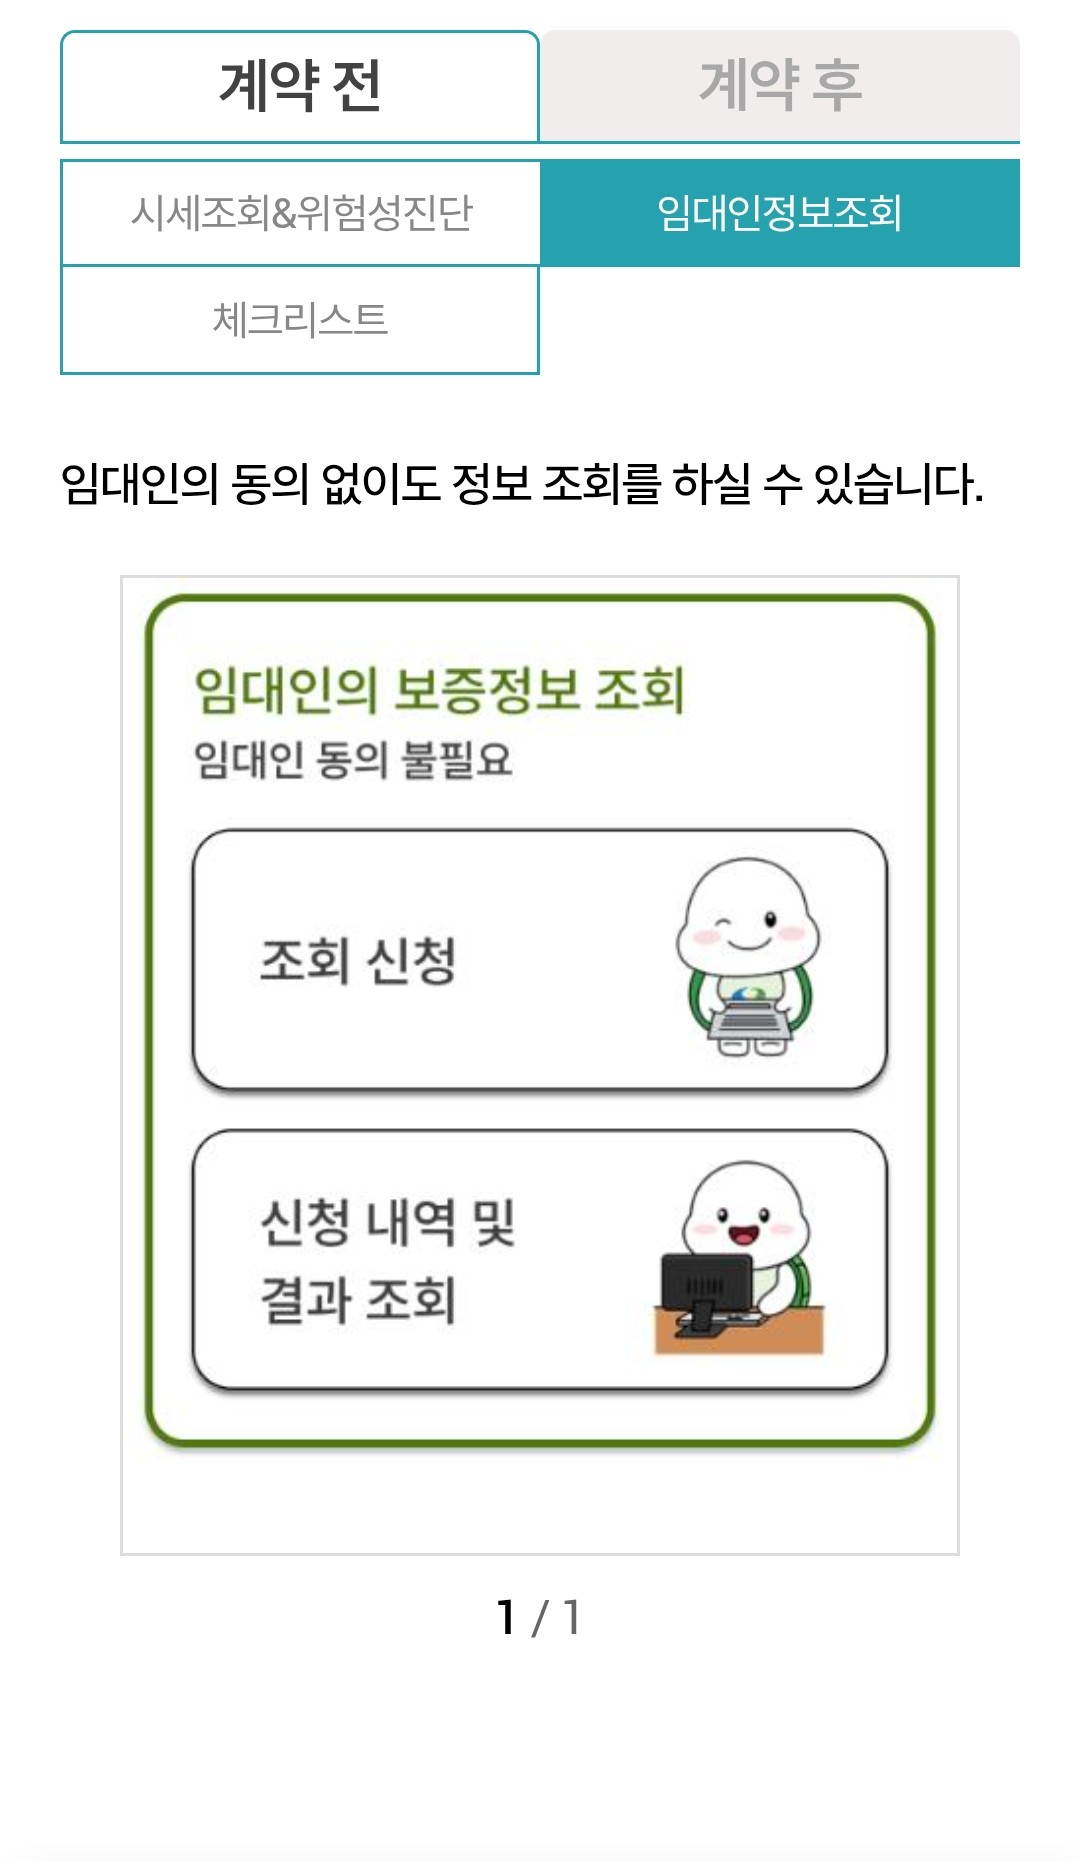 계약 전
계약 후
시세조회&위험성진단
임대인정보조회
체크리스트
임대인의 동의 없이도 정보 조회를 하실 수 있습니다.
임대인의 보증정보 조회
임대인 동의 불필요
조회 신청
신청 내역 및
결과 조회
1 / 1